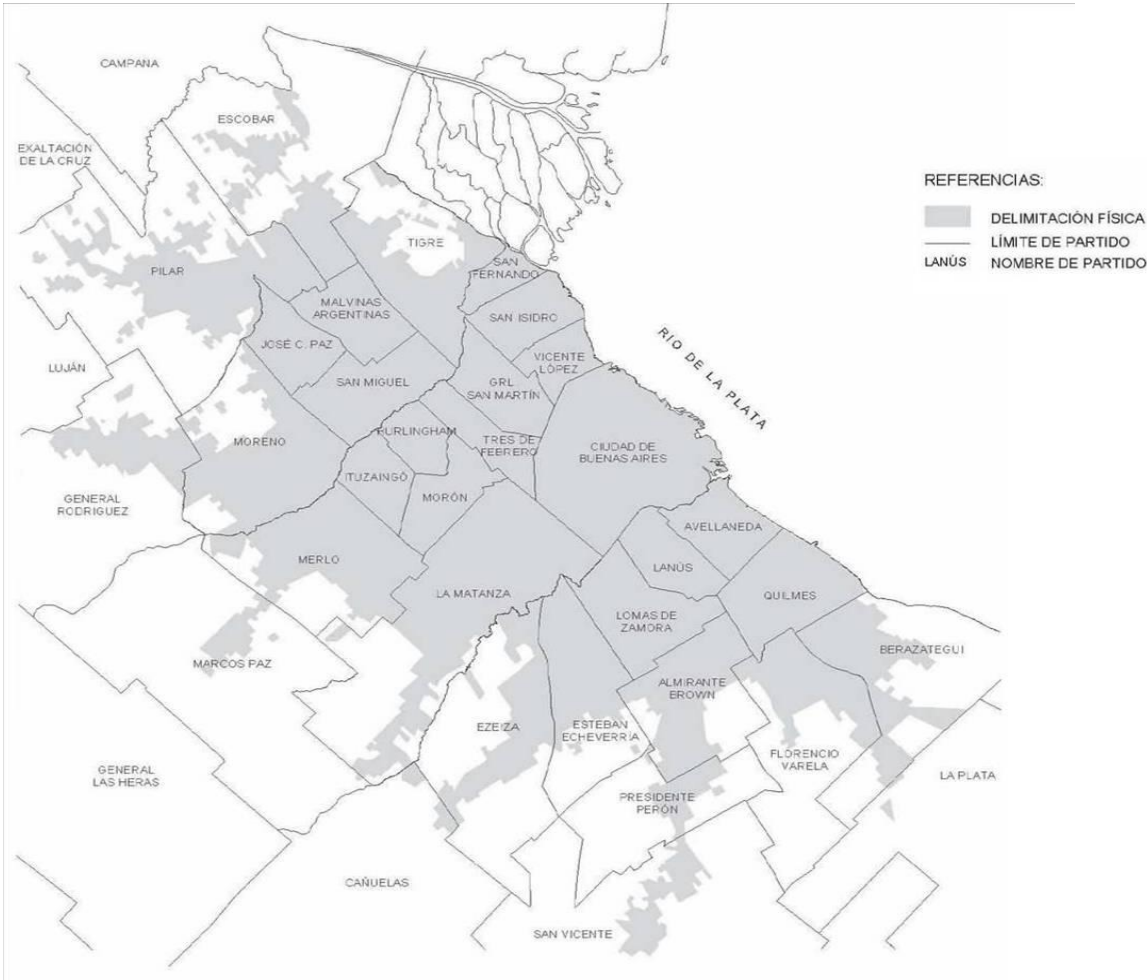 CAMPANA
ESCOBAR
EXALTACIÓN
DE LA CRUZ
TIGRE
PILAR
SAN
FERNANDO
MALVINAS
ARGENTINAS
SAN ISIDRO
JOSÉ C. PAZ
VICENTE
LÓPEZ
LUJÁN
SAN MIGUEL
GRL.
SAN MARTÍN
RÍO DE LA PLATA
MORENO
BURLINGHAM
TRES DE
FEBRERO
CIUDAD DE
BUENAS AIRES
ITUZAINGÓ
MORÓN
GENERAL
RODRIGUEZ
AVELLANEDA
MERLO
LANÚS
LA MATANZA
QUILMES
LOMAS DE
ZAMORA
BERAZATEGUI
MARCOS PAZ
ALMIRANTE
BROWN
EZEIZA
ESTEBAN
ECHEVERRÍA
FLORENCIO
VARELA
GENERAL
LAS HERAS
LA PLATA
PRESIDENTE
PERÓN
CAÑUELAS
SAN VICENTE
REFERENCIAS:
DELIMITACIÓN FÍSICA
LÍMITE DE PARTIDO
LANÚS NOMBRE DE PARTIDO